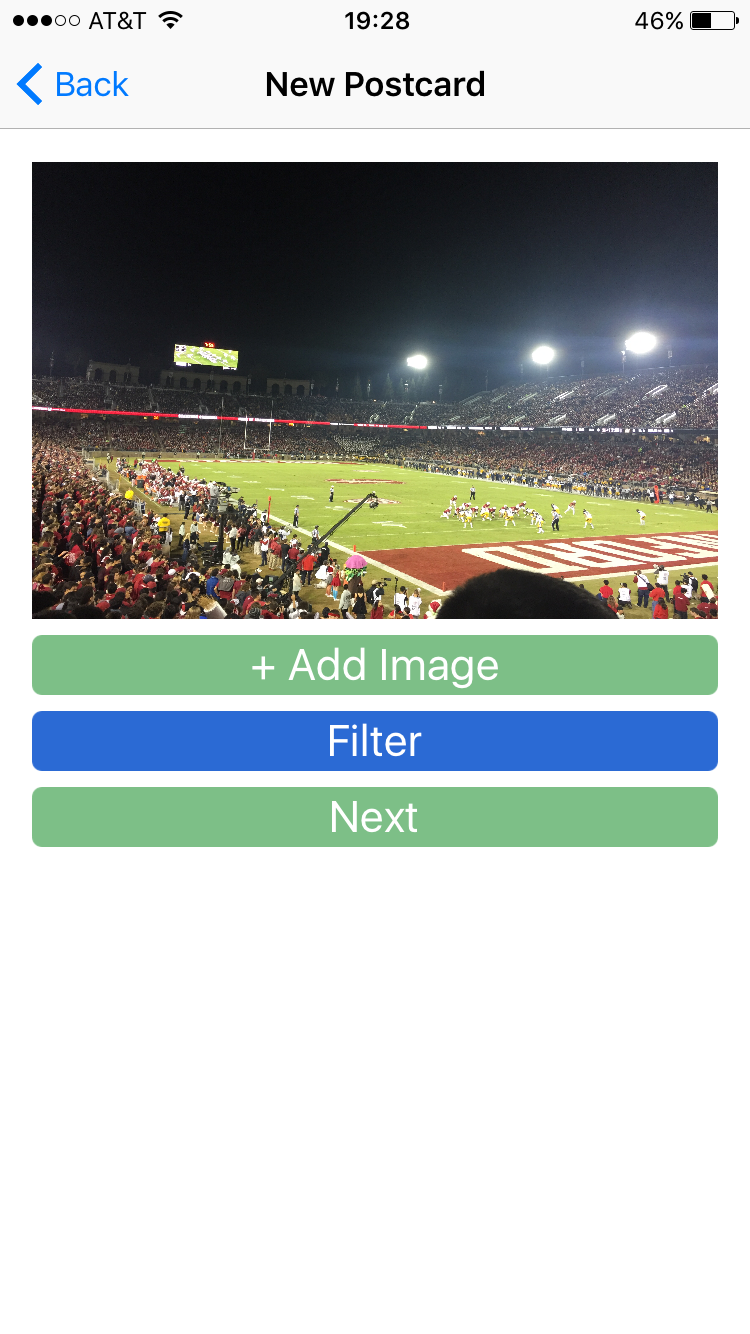 AT&T 19:28 46%
Back New Postcard
+ Add Image
Filter
Next